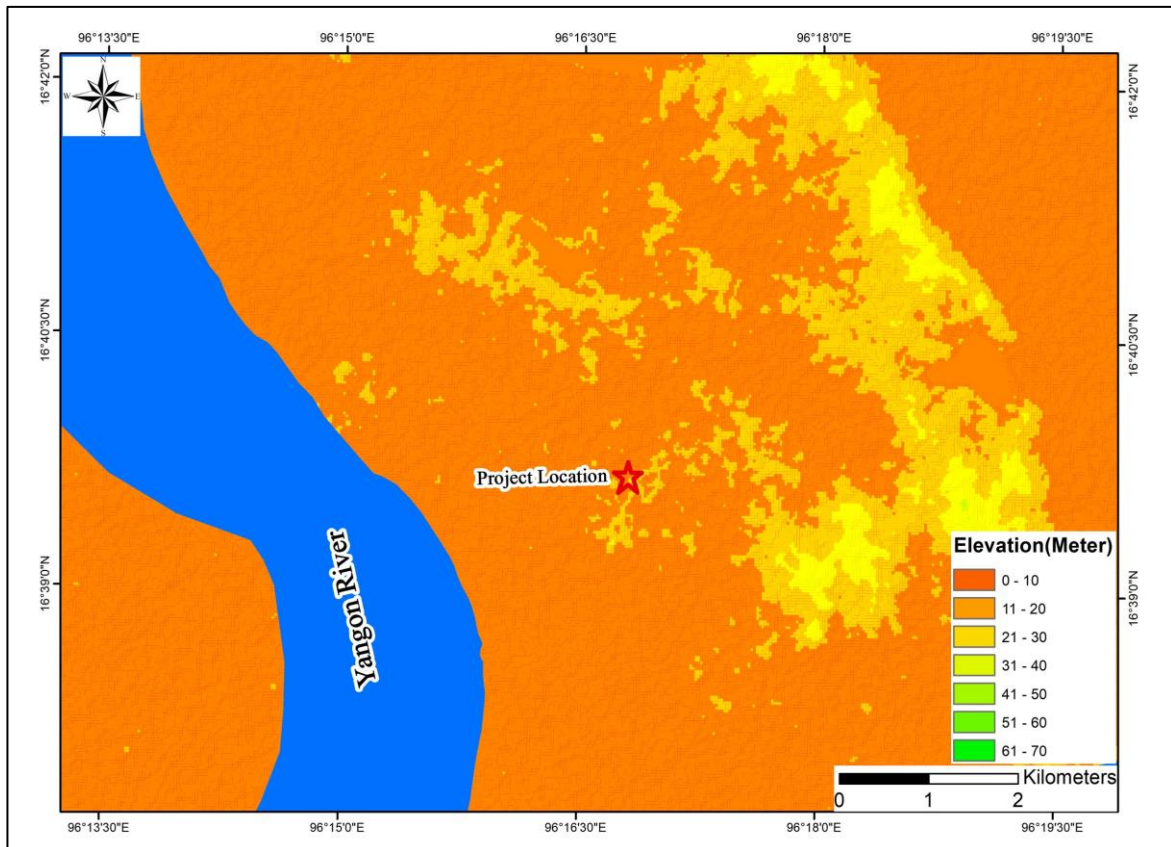 96°13'30"E 96°15'0"E 96°16'30"E 96°18'0"E 96°19'30"E
16°42'0"N 16°42'0"N
N
W E
S
16°40'30"N 16°40'30"N
Project Location
Yangon River
16°39'0"N 16°39'0"N
Elevation(Meter)
0 - 10
11 - 20
21 - 30
31 - 40
41 - 50
51 - 60
61 - 70
Kilometers
0 1 2
96°13'30"E 96°15'0"E 96°16'30"E 96°18'0"E 96°19'30"E